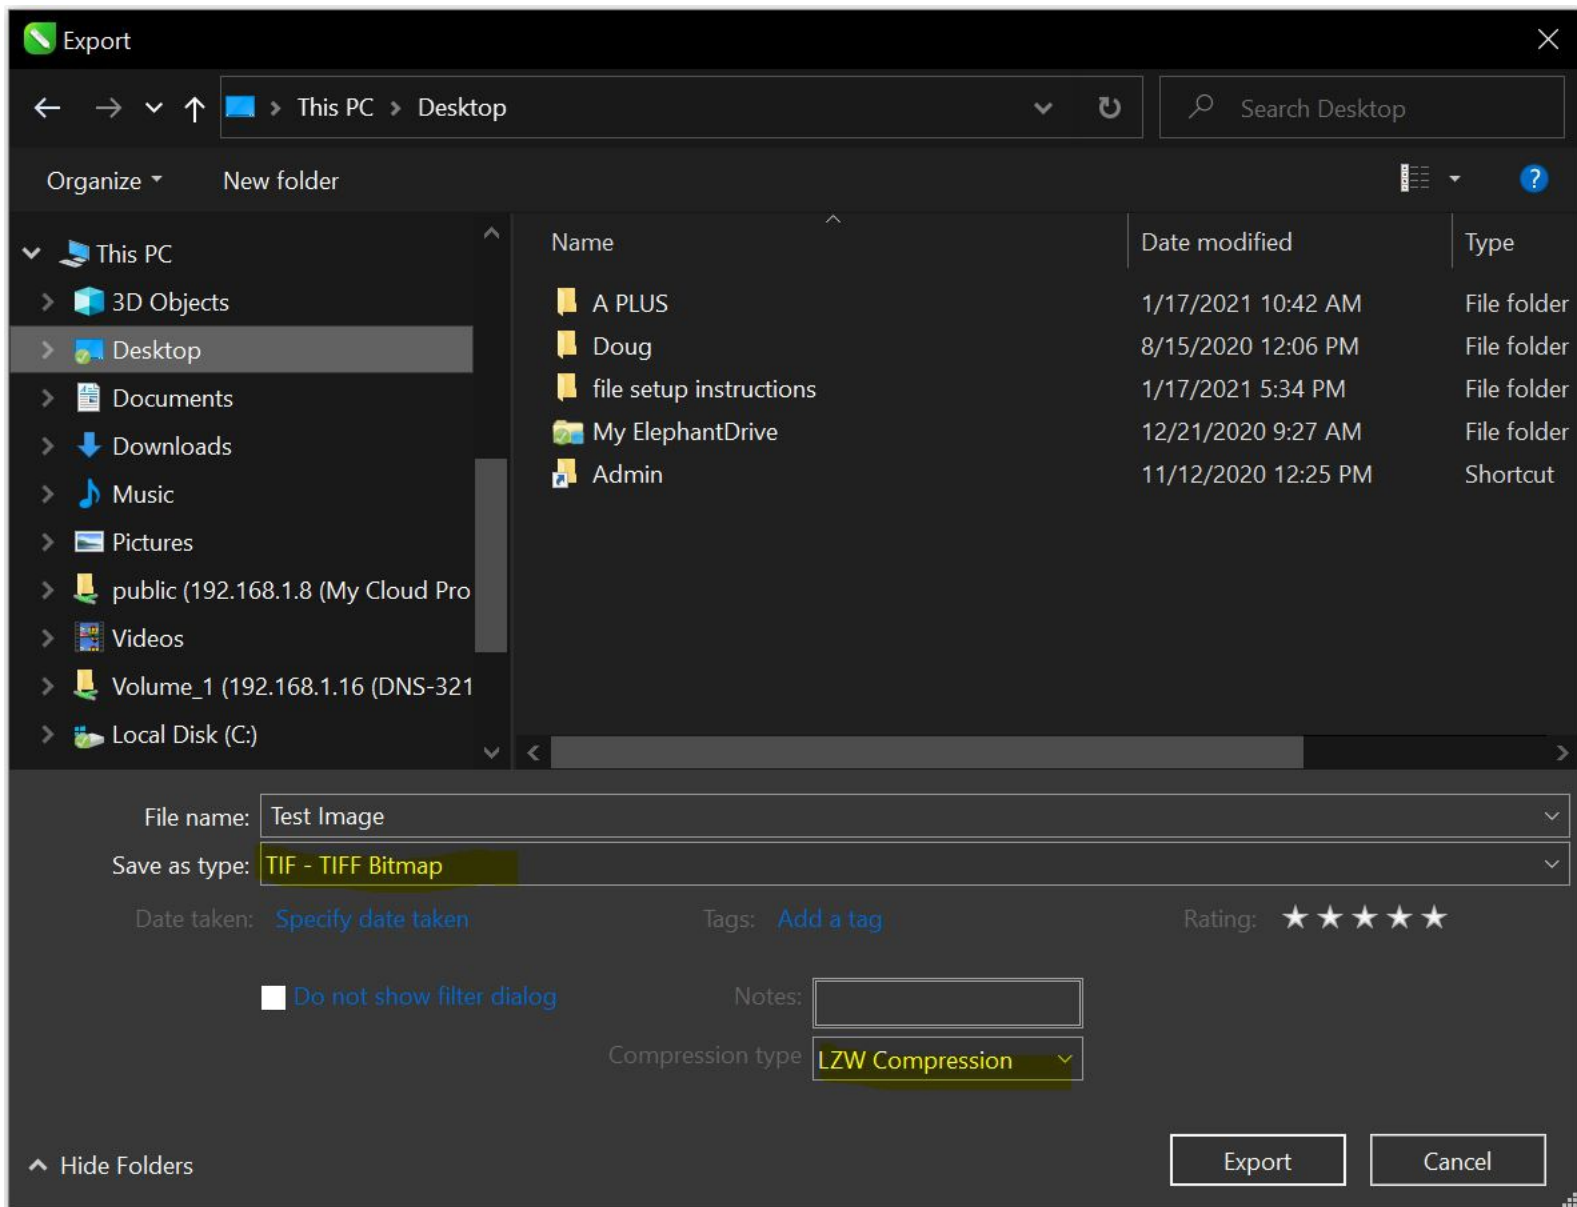 Export
This PC > Desktop
Search Desktop
Organize
New folder
Name
Date modified
Type
This PC
3D Objects
Desktop
Documents
Downloads
Music
Pictures
public (192.168.1.8 (My Cloud Pro
Videos
Volume_1 (192.168.1.16 (DNS-321
Local Disk (C:)
A PLUS 1/17/2021 10:42 AM File folder
Doug 8/15/2020 12:06 PM File folder
file setup instructions 1/17/2021 5:34 PM File folder
My ElephantDrive 12/21/2020 9:27 AM File folder
Admin 11/12/2020 12:25 PM Shortcut
File name: Test Image
Save as type: TIF - TIFF Bitmap
Date taken: Specify date taken
Tags: Add a tag
Rating:
Do not show filter dialog
Notes:
Compression type LZW Compression
Hide Folders
Export
Cancel